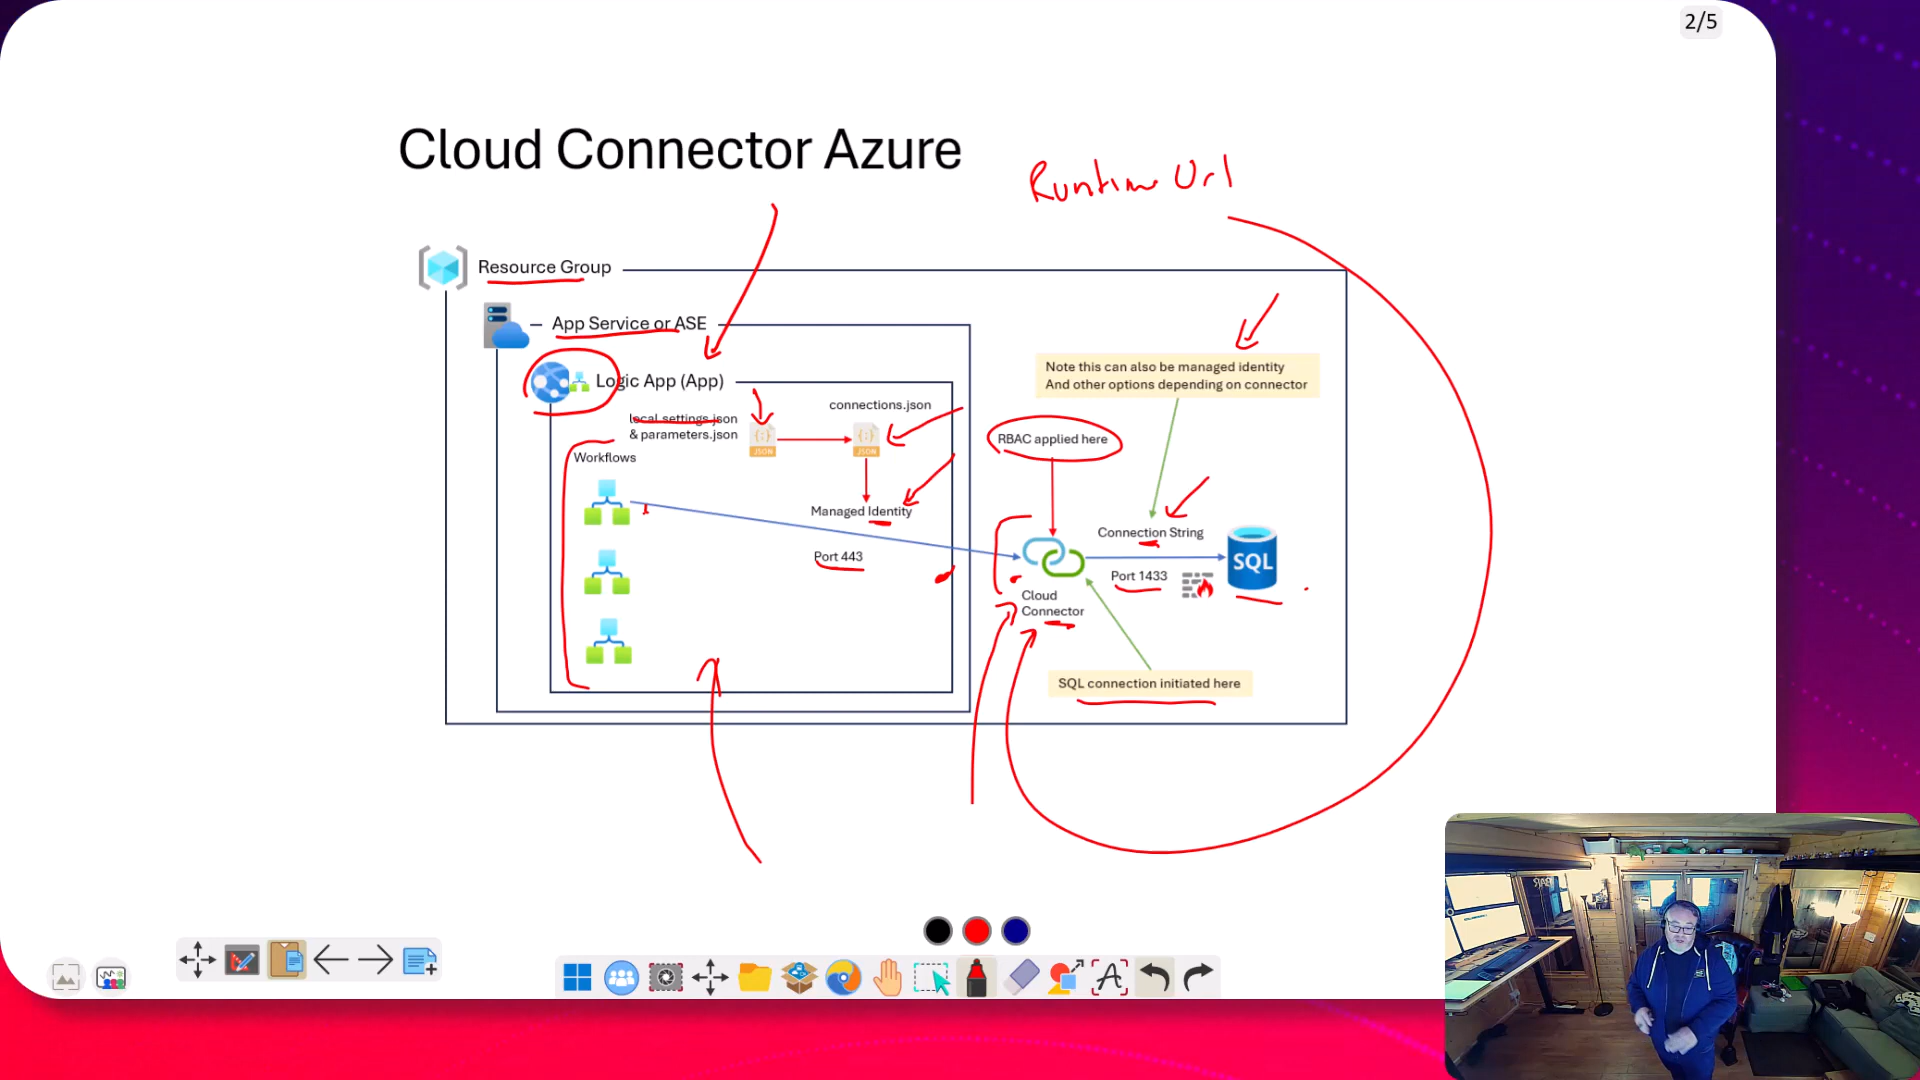 2/5
Cloud Connector Azure
Runtime Url
Resource Group
App Service or ASE
Logic App (App)
local.settings.json
& parameters.json
connections.json
Workflows
Managed Identity
Port 443
Note this can also be managed identity
And other options depending on connector
RBAC applied here
Connection String
Port 1433
SQL
Cloud
Connector
SQL connection initiated here
JSON
JSON